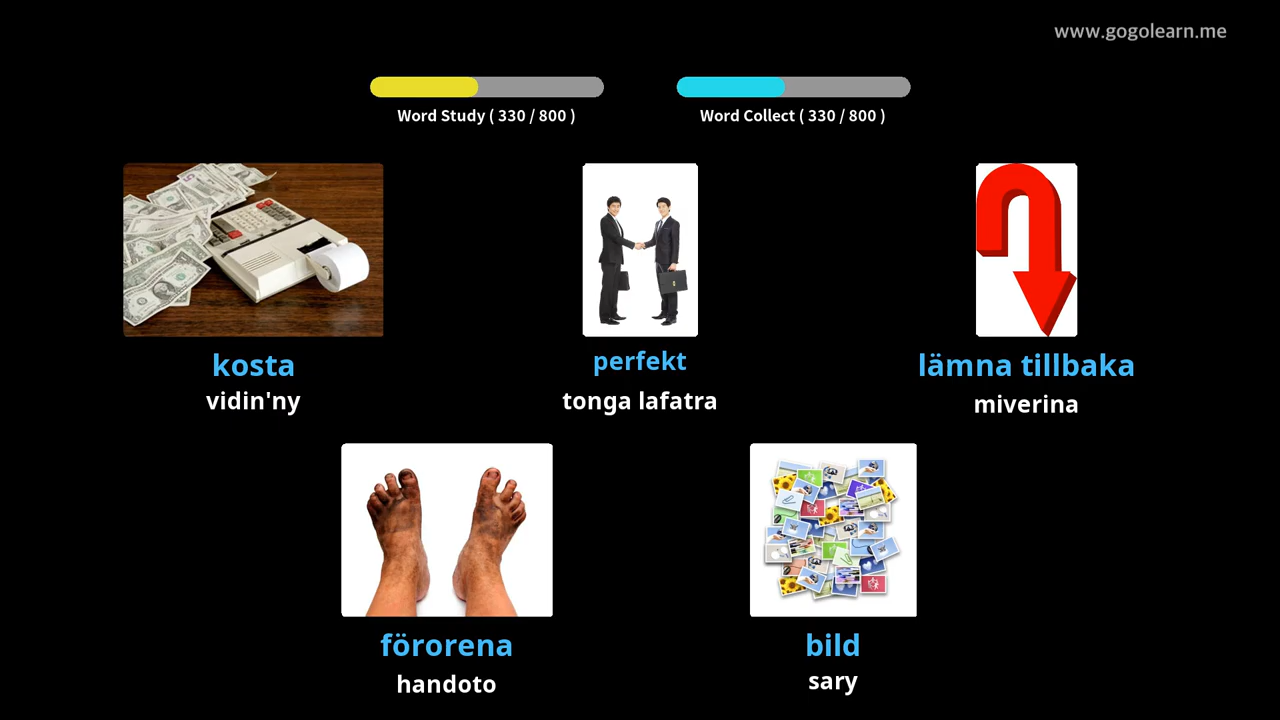 www.gogolearn.me
Word Study ( 330 / 800 )
Word Collect ( 330 / 800 )
kosta
vidin'ny
perfekt
tonga lafatra
lämna tillbaka
miverina
förorena
handoto
bild
sary